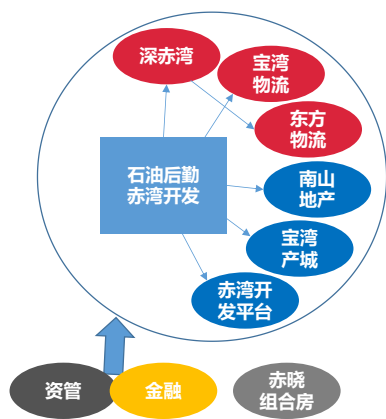 深赤湾
宝湾
物流
东方
物流
石油后勤
赤湾开发
南山
地产
宝湾
产城
赤湾开
发平台
资管
金融
赤晓
组合房